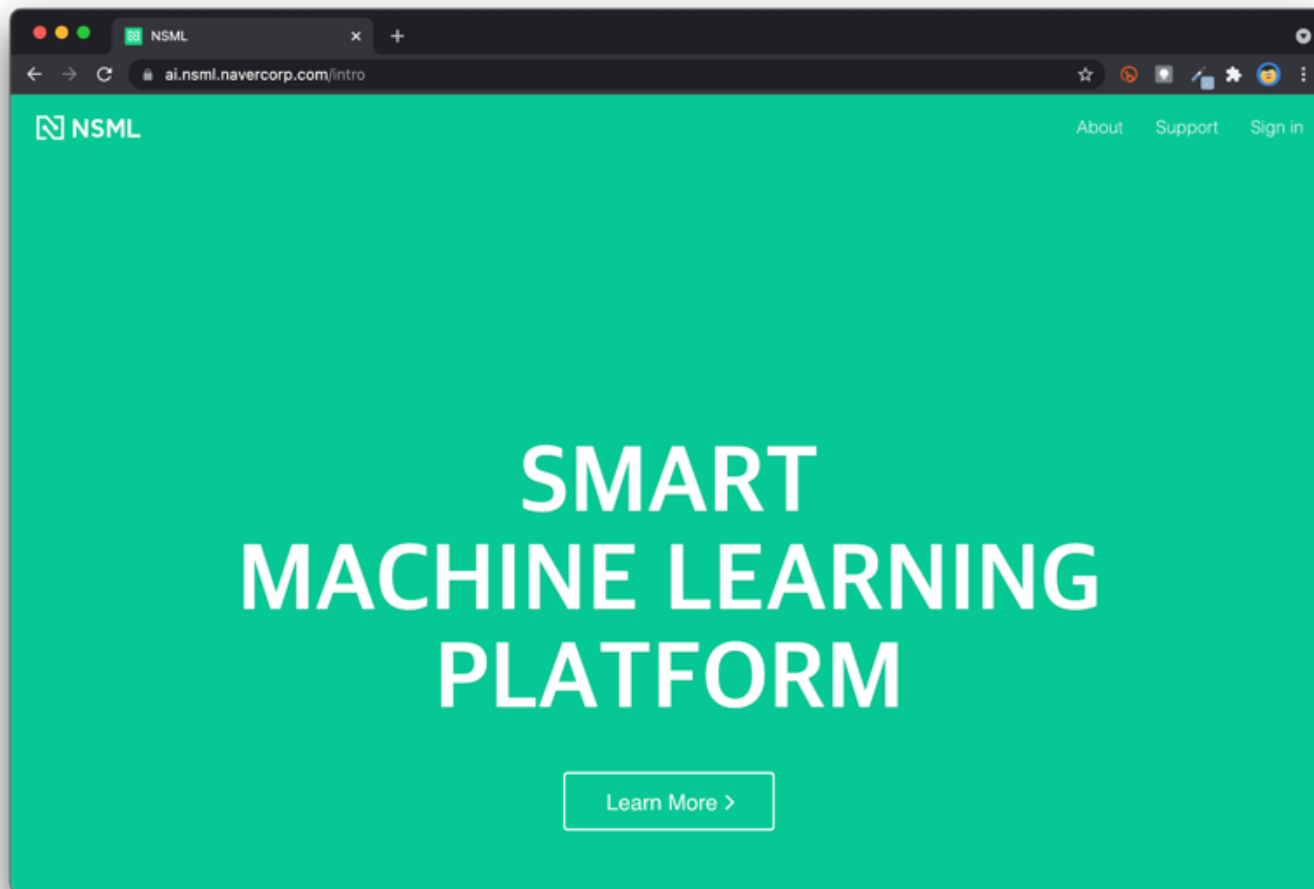 NSML
ai.nsml.navercorp.com/intro
NSML
About Support Sign in
SMART
MACHINE LEARNING
PLATFORM
Learn More >